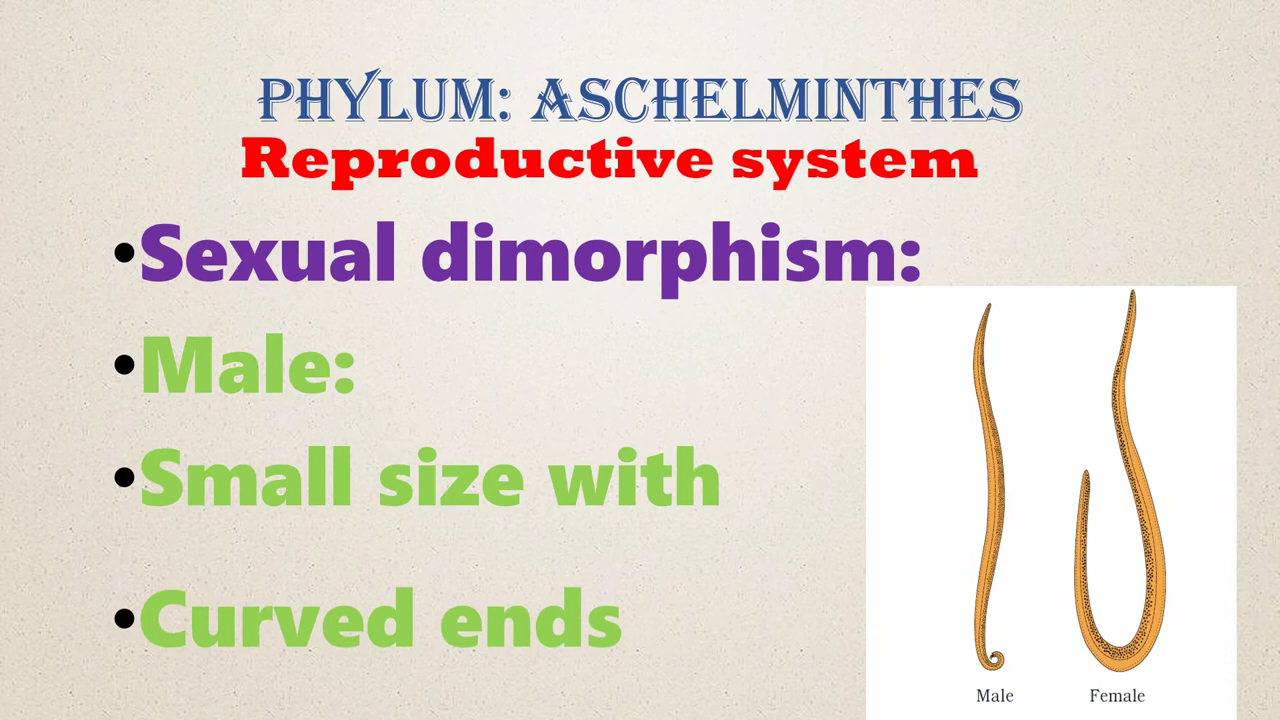 PHYLUM: ASCHELMINTHES
Reproductive system
•Sexual dimorphism:
•Male:
•Small size with
•Curved ends
Male Female